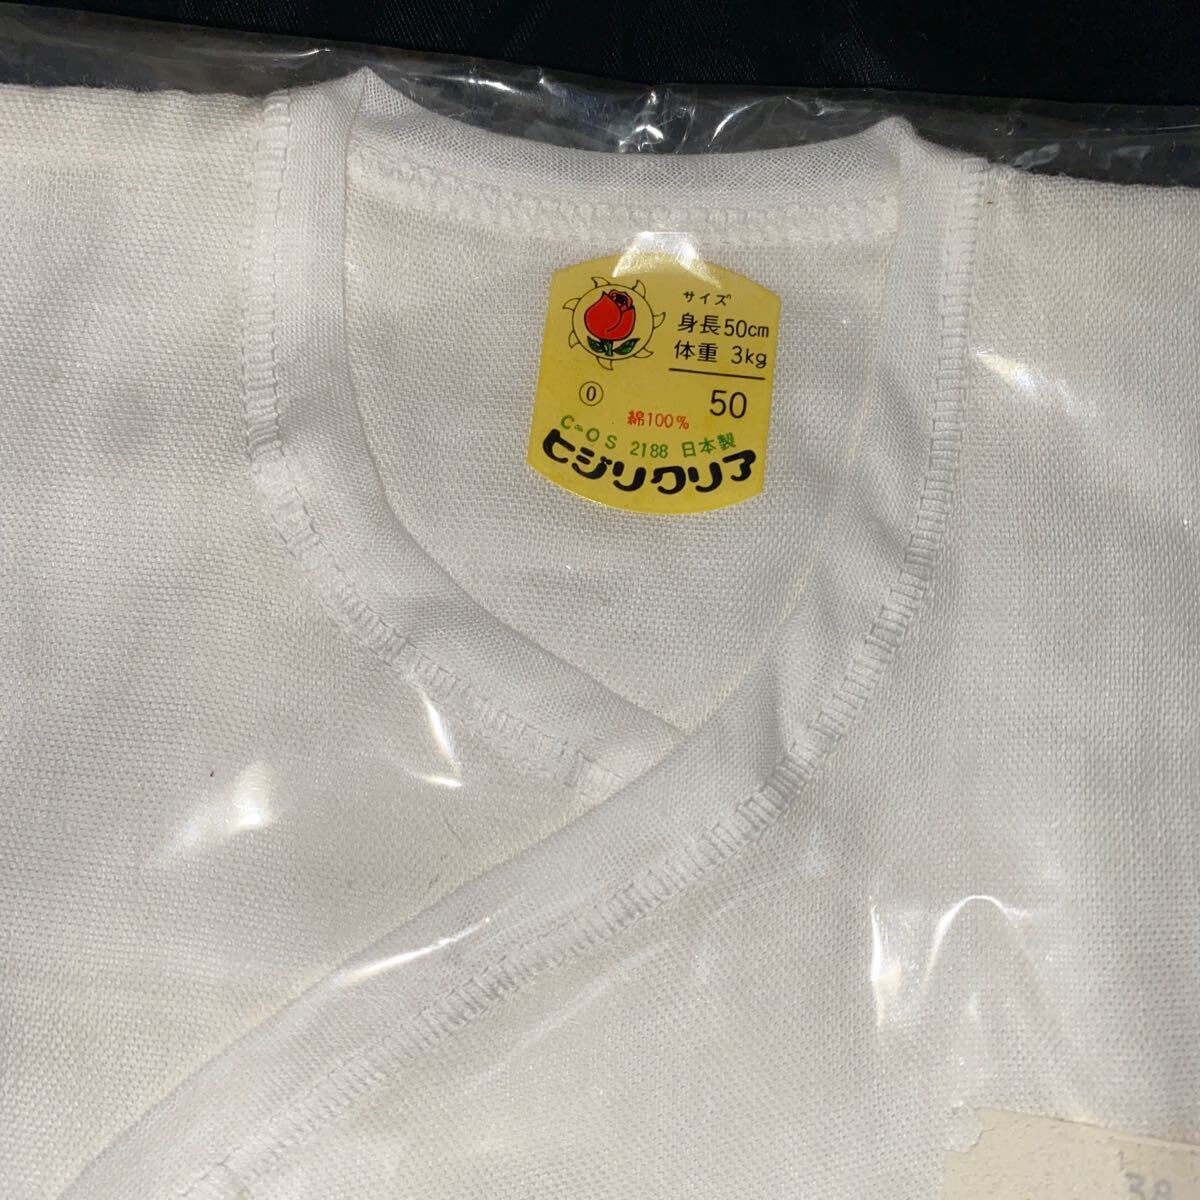 サイズ
身長50cm
体重 3kg
0
50
綿100%
C-OS 2188 日本製
ヒジリクリア